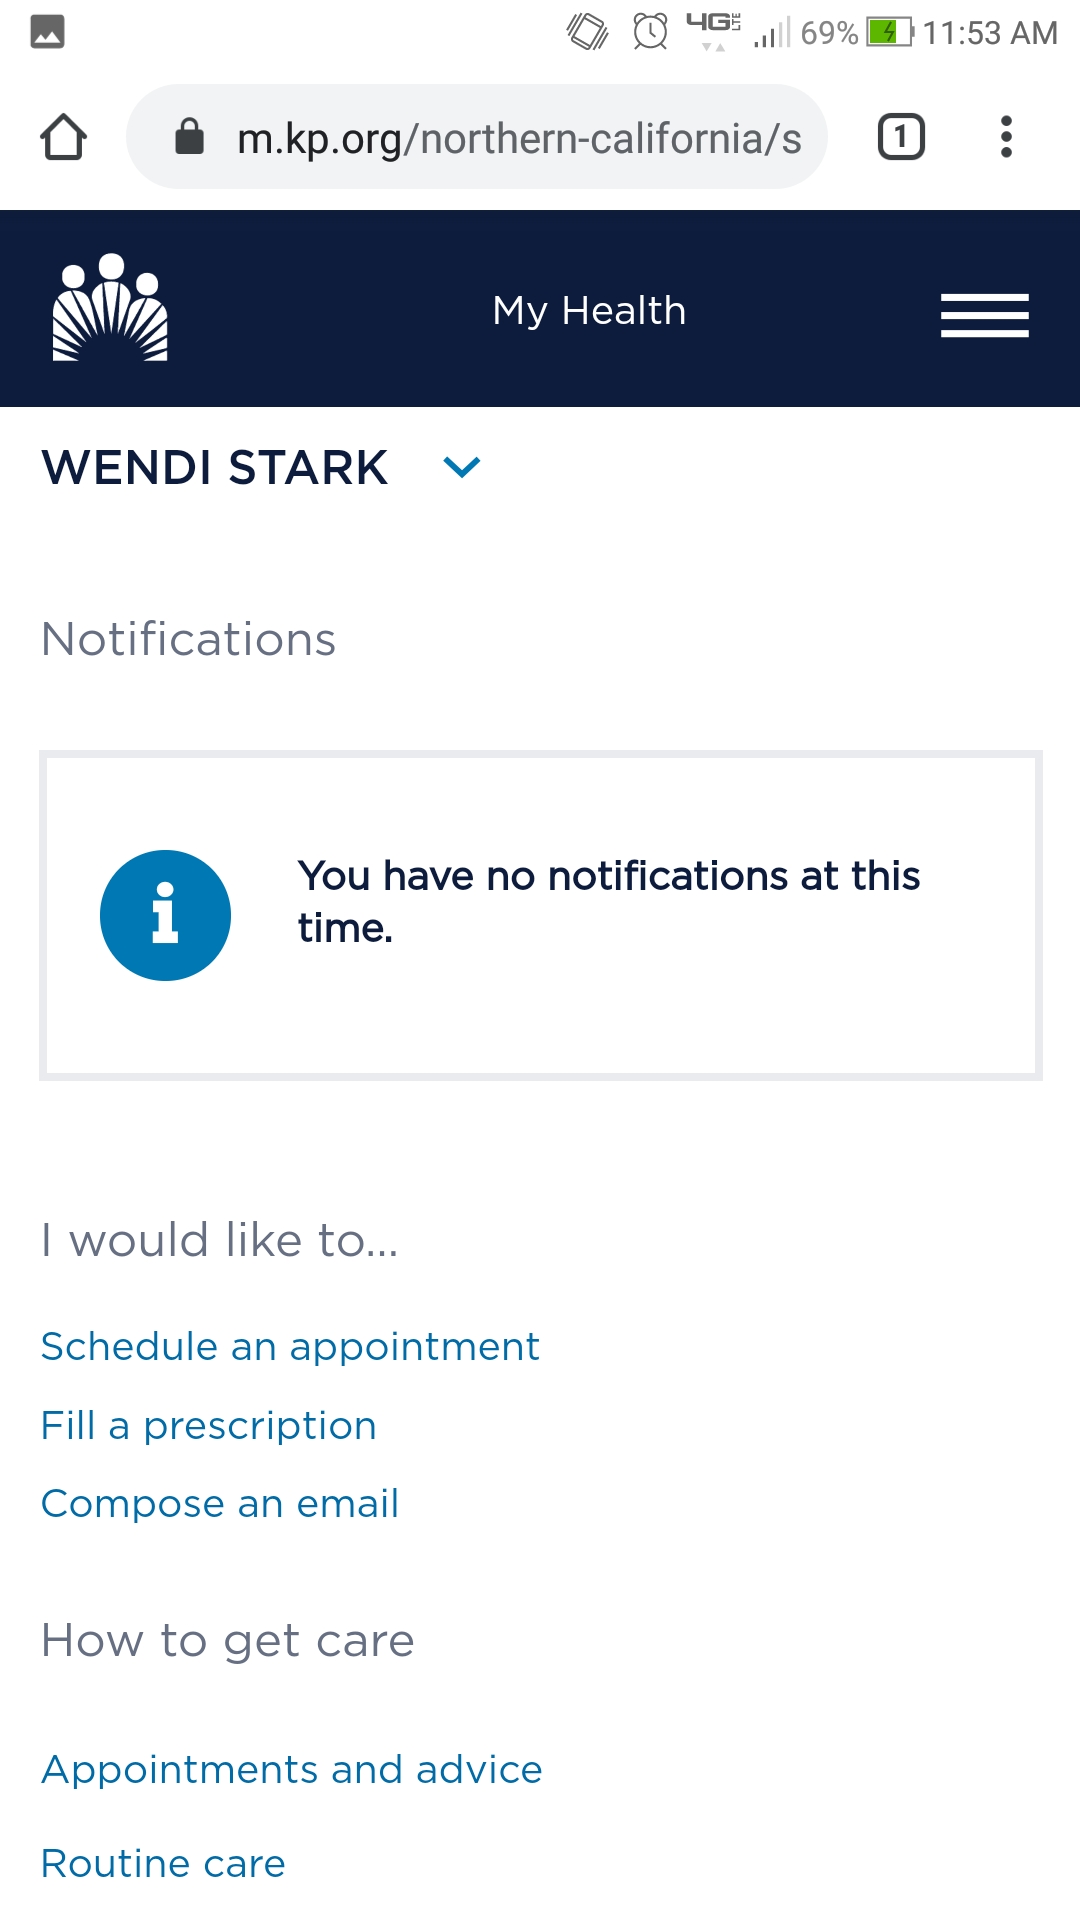 4G LTE 69% 11:53 AM
m.kp.org/northern-california/s 1
My Health
WENDI STARK
Notifications
You have no notifications at this
time.
I would like to...
Schedule an appointment
Fill a prescription
Compose an email
How to get care
Appointments and advice
Routine care